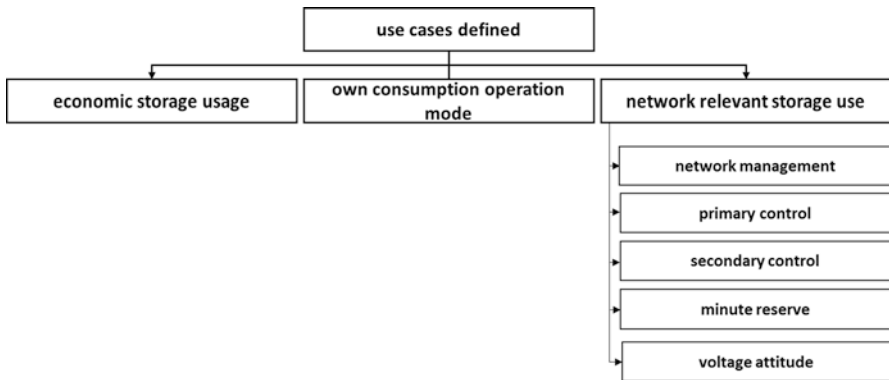 use cases defined
economic storage usage
own consumption operation
mode
network relevant storage use
network management
primary control
secondary control
minute reserve
voltage attitude